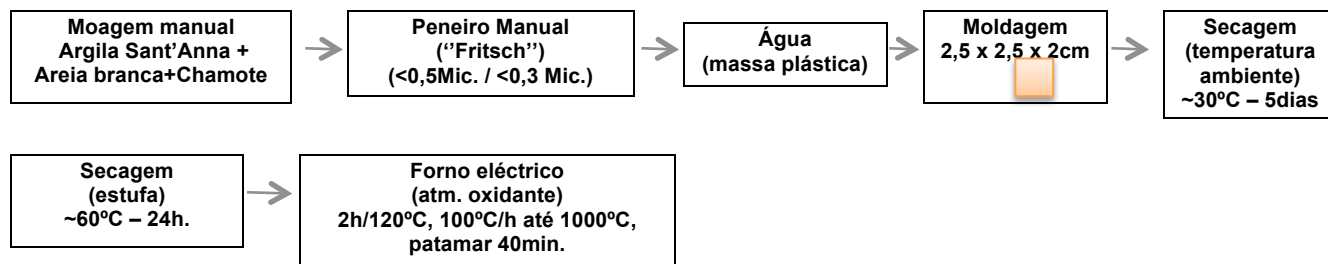 Moagem manual
Argila Sant’Anna +
Areia branca+Chamote
Peneiro Manual
(‘’Fritsch’’)
(<0,5Mic. / <0,3 Mic.)
Água
(massa plástica)
Moldagem
2,5 x 2,5 x 2cm
Secagem
(temperatura
ambiente)
~30ºC – 5dias
Secagem
(estufa)
~60ºC – 24h.
Forno eléctrico
(atm. oxidante)
2h/120ºC, 100ºC/h até 1000ºC,
patamar 40min.